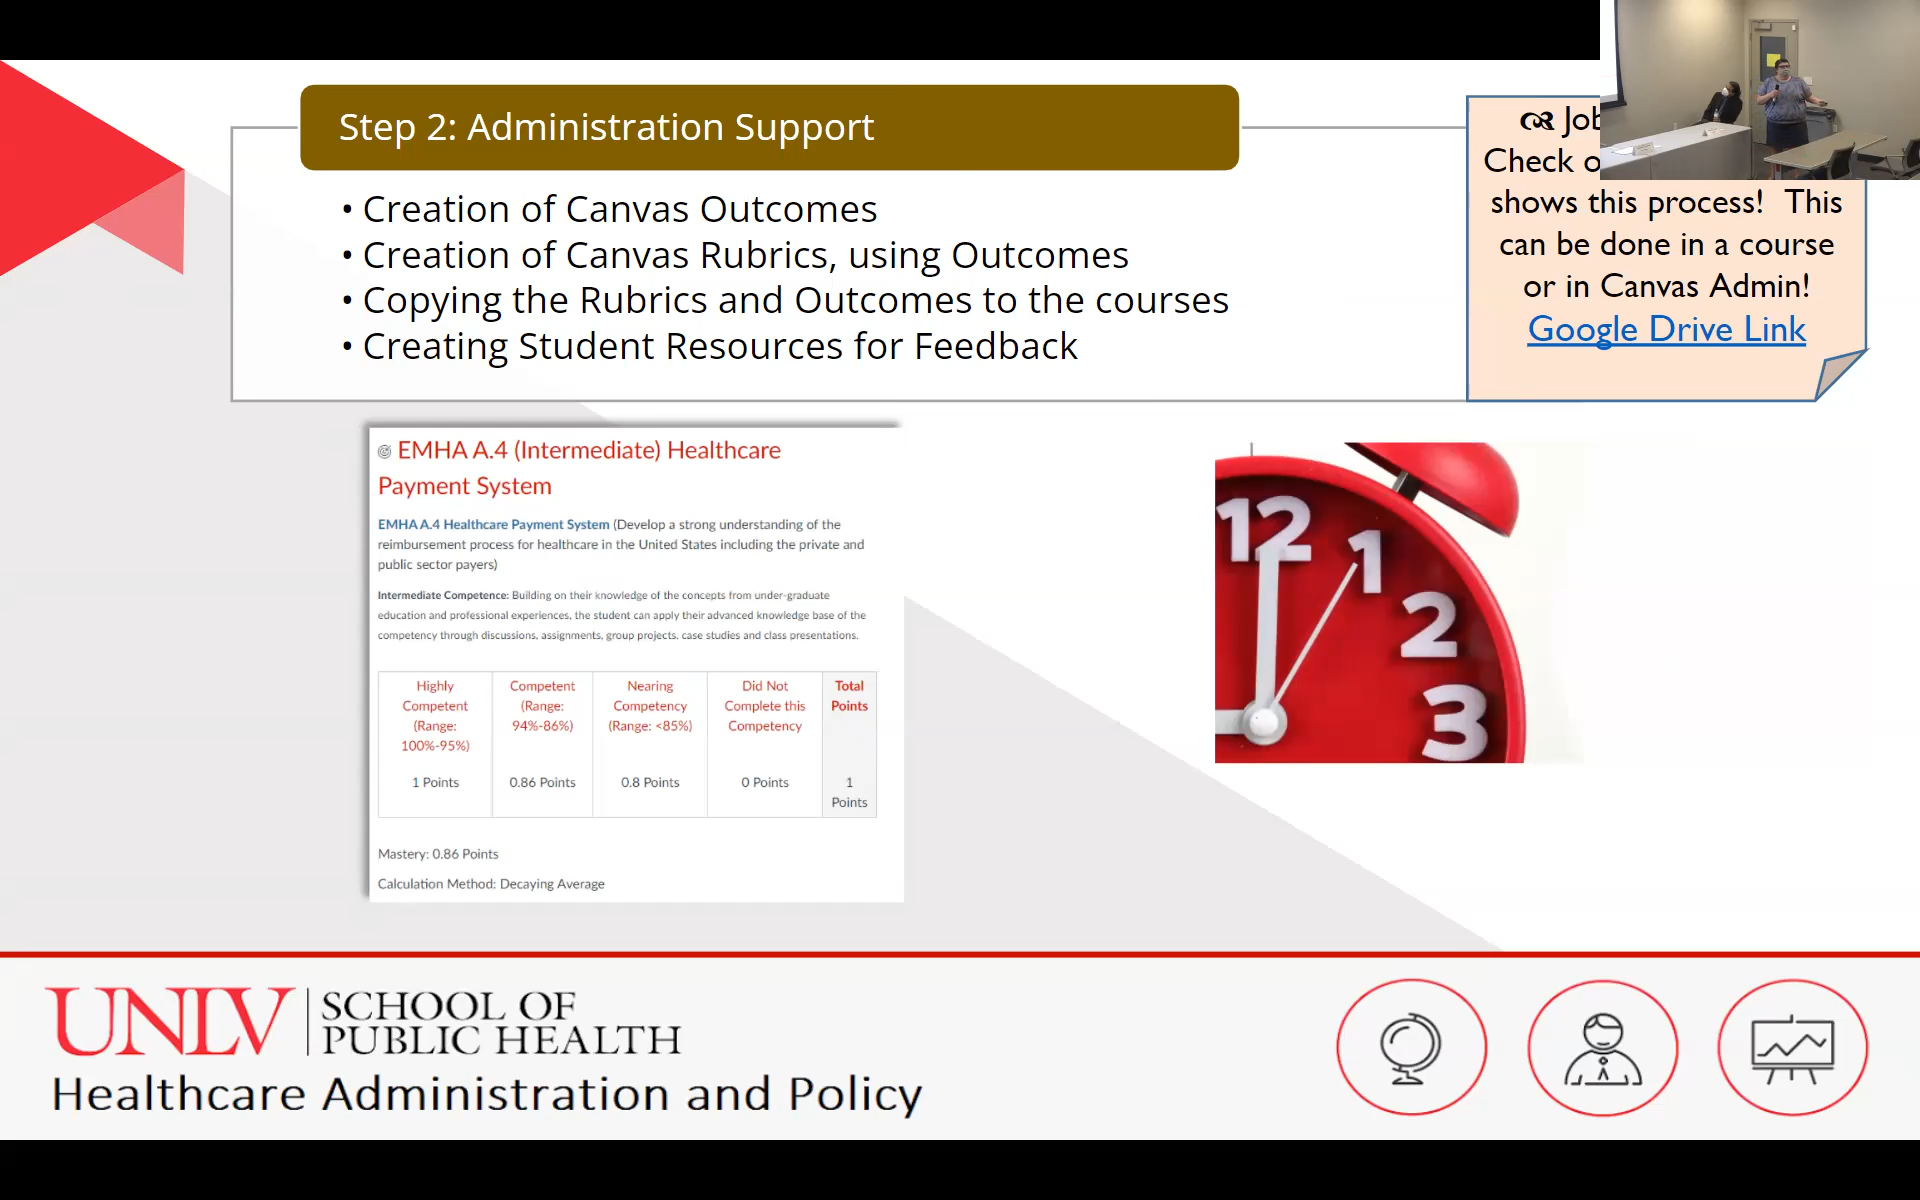 Step 2: Administration Support
• Creation of Canvas Outcomes
• Creation of Canvas Rubrics, using Outcomes
• Copying the Rubrics and Outcomes to the courses
• Creating Student Resources for Feedback
Check
shows this process! This
can be done in a course
or in Canvas Admin!
Google Drive Link
EMHA A.4 (Intermediate) Healthcare
Payment System
EMHA A.4 Healthcare Payment System (Develop a strong understanding of the
reimbursement process for healthcare in the United States including the private and
public sector payers)
Intermediate Competence: Building on their knowledge of the concepts from under-graduate
education and professional experiences, the student can apply their advanced knowledge base of the
competency through discussions, assignments, group projects, case studies and class presentations.
Highly
Competent
(Range:
100%-95%)
1 Points
Competent
(Range:
94%-86%)
0.86 Points
Nearing
Competency
(Range: <85%)
0.8 Points
Did Not
Complete this
Competency
0 Points
Total
Points
1
Points
Mastery: 0.86 Points
Calculation Method: Decaying Average
12
1
2
3
UNLV
SCHOOL OF
PUBLIC HEALTH
Healthcare Administration and Policy